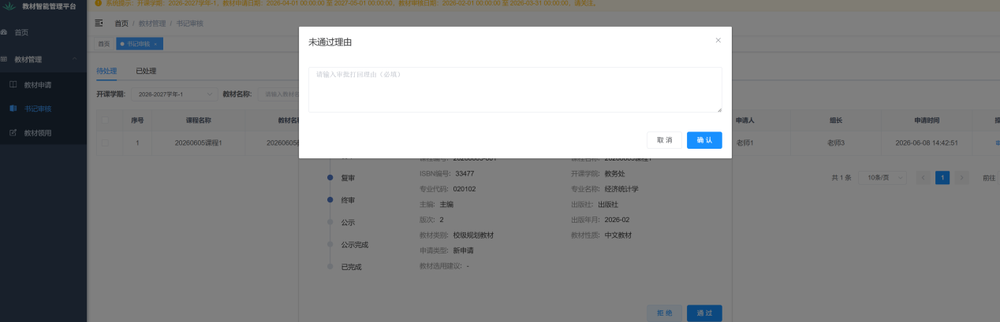 教材智能管理平台
系统提示：开课学期：2026-2027学年-1，教材申请日期：2026-04-01 00:00:00 至 2027-05-01 00:00:00，教材审核日期：2026-02-01 00:00:00 至 2026-03-31 00:00:00，请关注。
首页
教材管理
教材申请
书记审核
教材领用
首页 / 教材管理 / 书记审核
首页
书记审核 ×
待处理 已处理
开课学期: 2026-2027学年-1 教材名称: 请输入教材名
序号 课程名称 教材名称 申请人 组长 申请时间
1 20260605课程1 20260605 老师1 老师3 2026-06-08 14:42:51
共 1 条 10条/页 1 前往
未通过理由
请输入审批打回理由（必填）
取 消 确 认
复审
终审
公示
公示完成
已完成
课程编号: 20260605-001 课程名称: 20260605课程1
ISBN编号: 33477 开课学院: 教务处
专业代码: 020102 专业名称: 经济统计学
主编: 主编 出版社: 出版社
版次: 2 出版年月: 2026-02
教材类别: 校级规划教材 教材性质: 中文教材
申请类型: 新申请
教材选用建议: -
拒 绝 通 过